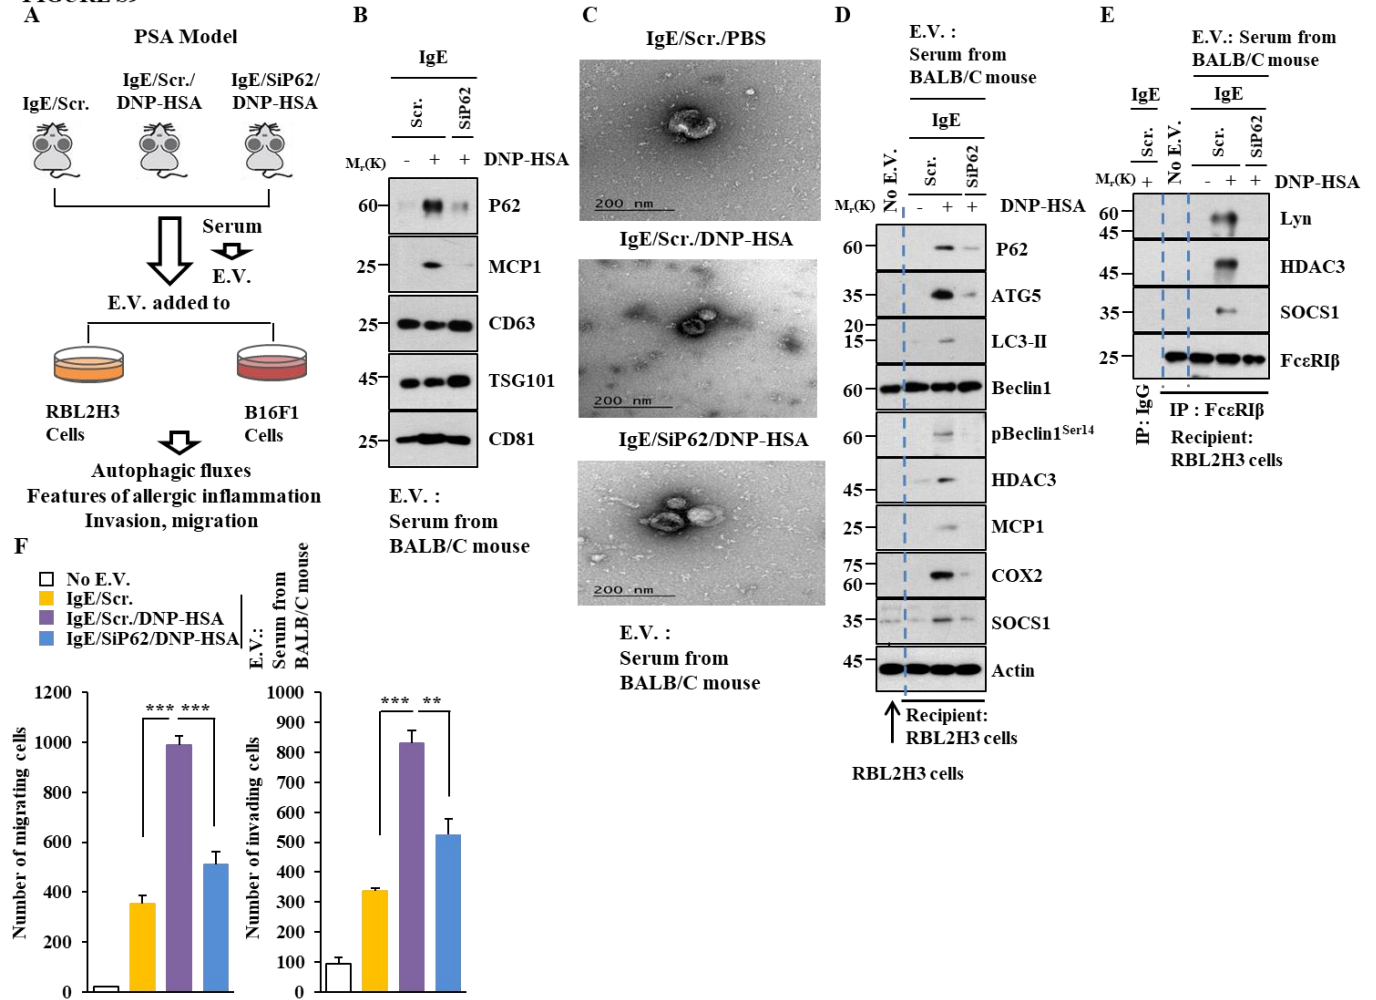 A
PSA Model
IgE/Scr.
IgE/Scr./
DNP-HSA
IgE/SiP62/
DNP-HSA
Serum
E.V.
E.V. added to
RBL2H3
Cells
B16F1
Cells
Autophagic fluxes
Features of allergic inflammation
Invasion, migration
B
IgE
Scr.
SiP62
Mr(K)
- + + DNP-HSA
60 P62
25 MCP1
25 CD63
45 TSG101
25 CD81
E.V. :
Serum from
BALB/C mouse
C
IgE/Scr./PBS
200 nm
IgE/Scr./DNP-HSA
200 nm
IgE/SiP62/DNP-HSA
200 nm
E.V. :
Serum from
BALB/C mouse
D
E.V. :
Serum from
BALB/C mouse
IgE
No E.V.
Scr.
SiP62
Mr(K)
- + + DNP-HSA
60 P62
35 ATG5
20
15 LC3-II
60 Beclin1
60 pBeclin1Ser14
45 HDAC3
25 MCP1
75
60 COX2
35 SOCS1
45 Actin
Recipient:
RBL2H3 cells
RBL2H3 cells
E
E.V.: Serum from
BALB/C mouse
IgE
IgE
Scr.
No E.V.
Scr.
SiP62
Mr(K)
+ - + + DNP-HSA
60
45 Lyn
45 HDAC3
35 SOCS1
25 FcεRIβ
IP: IgG
IP : FcεRIβ
Recipient:
RBL2H3 cells
F
No E.V.
IgE/Scr.
IgE/Scr./DNP-HSA
IgE/SiP62/DNP-HSA
E.V.:
Serum from
BALB/C mouse
Number of migrating cells
1200
1000
800
600
400
200
0
*** ***
Number of invading cells
1000
900
800
700
600
500
400
300
200
100
0
*** **